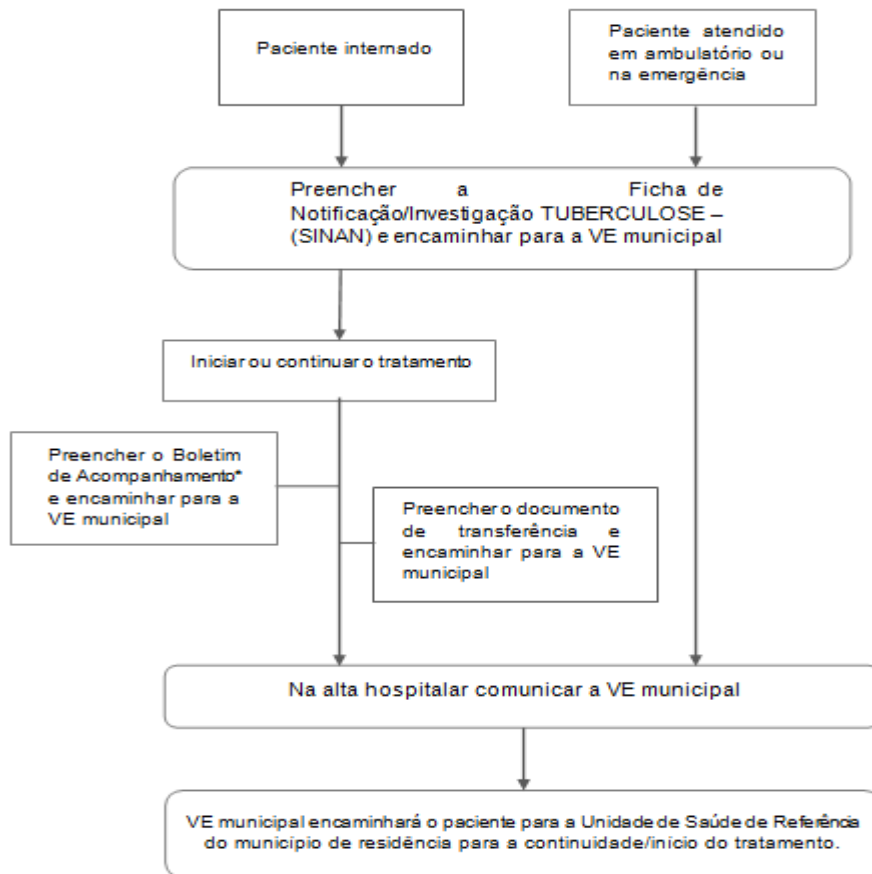 Paciente internado
Paciente atendido
em ambulatório ou
na emergência
Preencher a Ficha de
Notificação/Investigação TUBERCULOSE –
(SINAN) e encaminhar para a VE municipal
Iniciar ou continuar o tratamento
Preencher o Boletim
de Acompanhamento*
e encaminhar para a
VE municipal
Preencher o documento
de transferência e
encaminhar para a VE
municipal
Na alta hospitalar comunicar a VE municipal
VE municipal encaminhará o paciente para a Unidade de Saúde de Referência
do município de residência para a continuidade/início do tratamento.